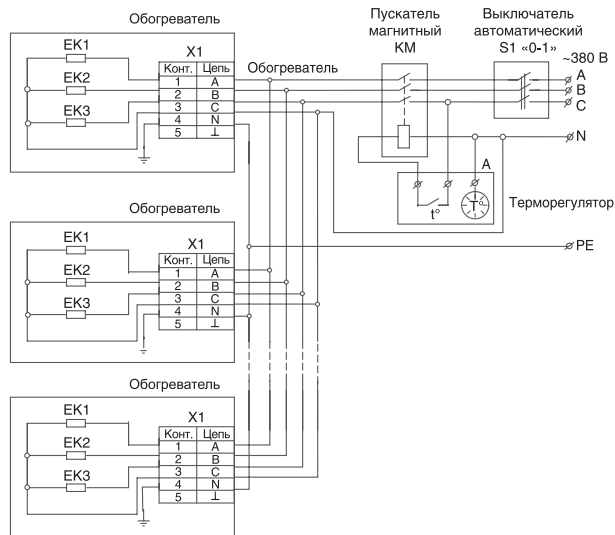 Обогреватель
Пускатель
магнитный
КМ
Выключатель
автоматический
S1 «0-1»
~380 В
A
B
C
N
PE
Обогреватель
A
Терморегулятор
t°
T°
EK1
EK2
EK3
X1
Конт. Цепь
1 A
2 B
3 C
4 N
5 ⊥
Обогреватель
EK1
EK2
EK3
X1
Конт. Цепь
1 A
2 B
3 C
4 N
5 ⊥
Обогреватель
EK1
EK2
EK3
X1
Конт. Цепь
1 A
2 B
3 C
4 N
5 ⊥